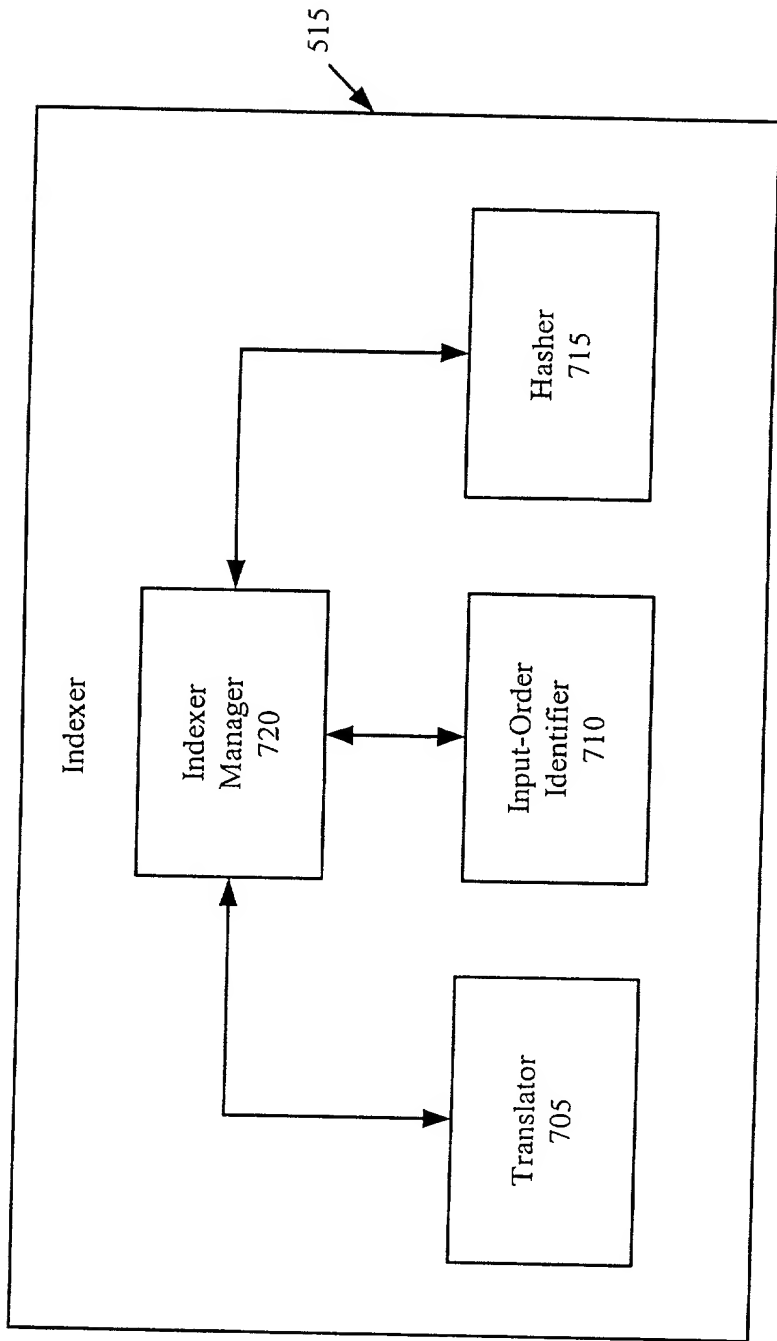 515
Indexer
Indexer
Manager
720
Translator
705
Input-Order
Identifier
710
Hasher
715